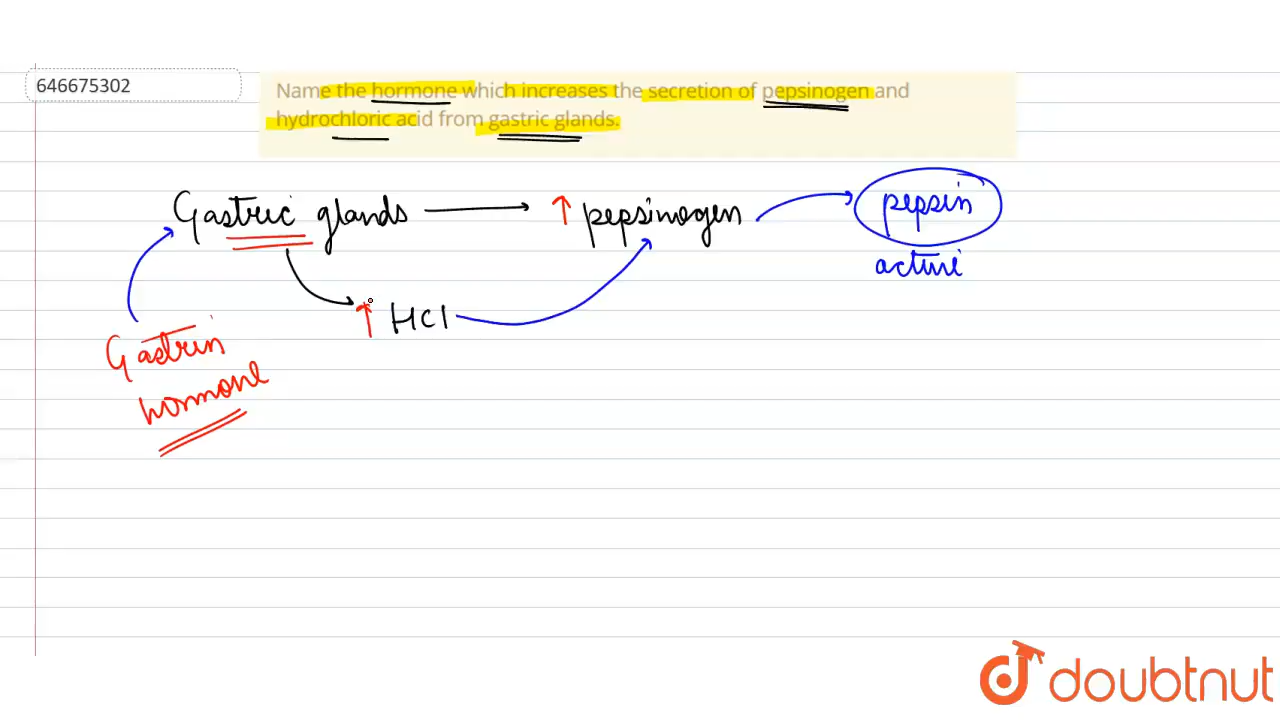 646675302
Name the hormone which increases the secretion of pepsinogen and
hydrochloric acid from gastric glands.
Gastric glands → ↑ pepsinogen
pepsin
active
↑ HCl
Gastrin
hormone
doubtnut